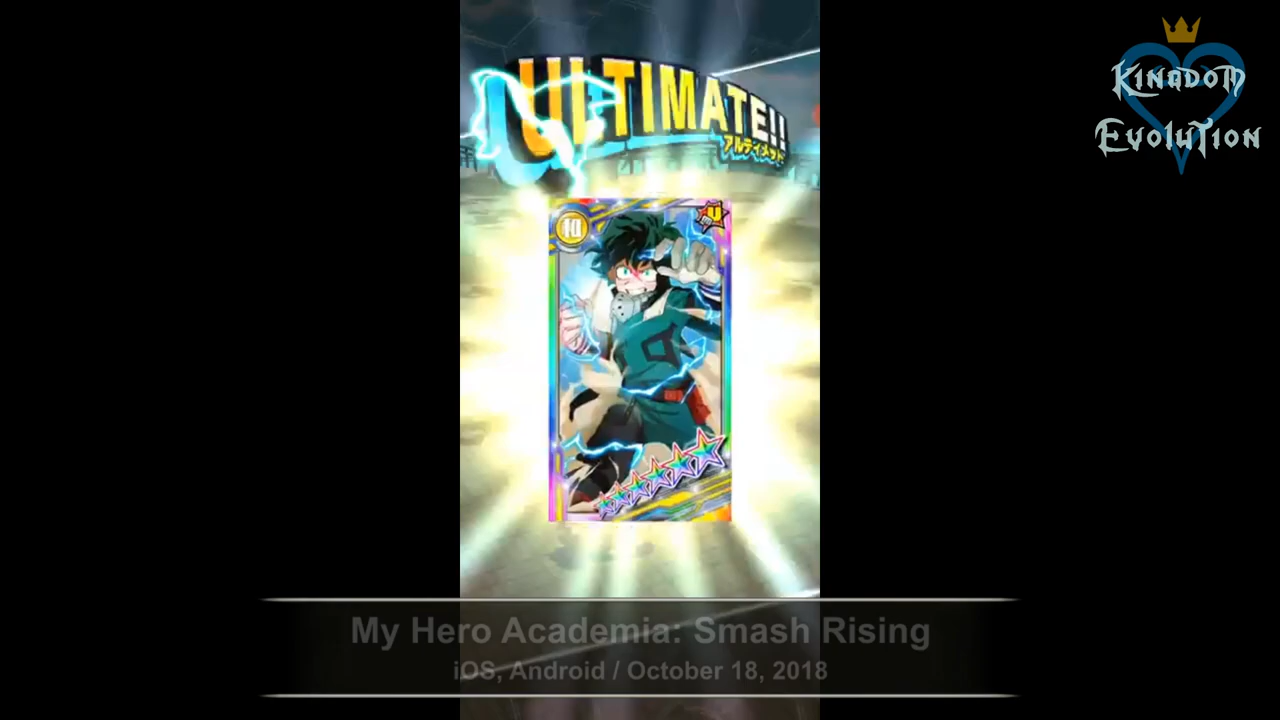 ULTIMATE!!
アルティメット
10
U
KINGDOM
EVOLUTION
My Hero Academia: Smash Rising
iOS, Android / October 18, 2018